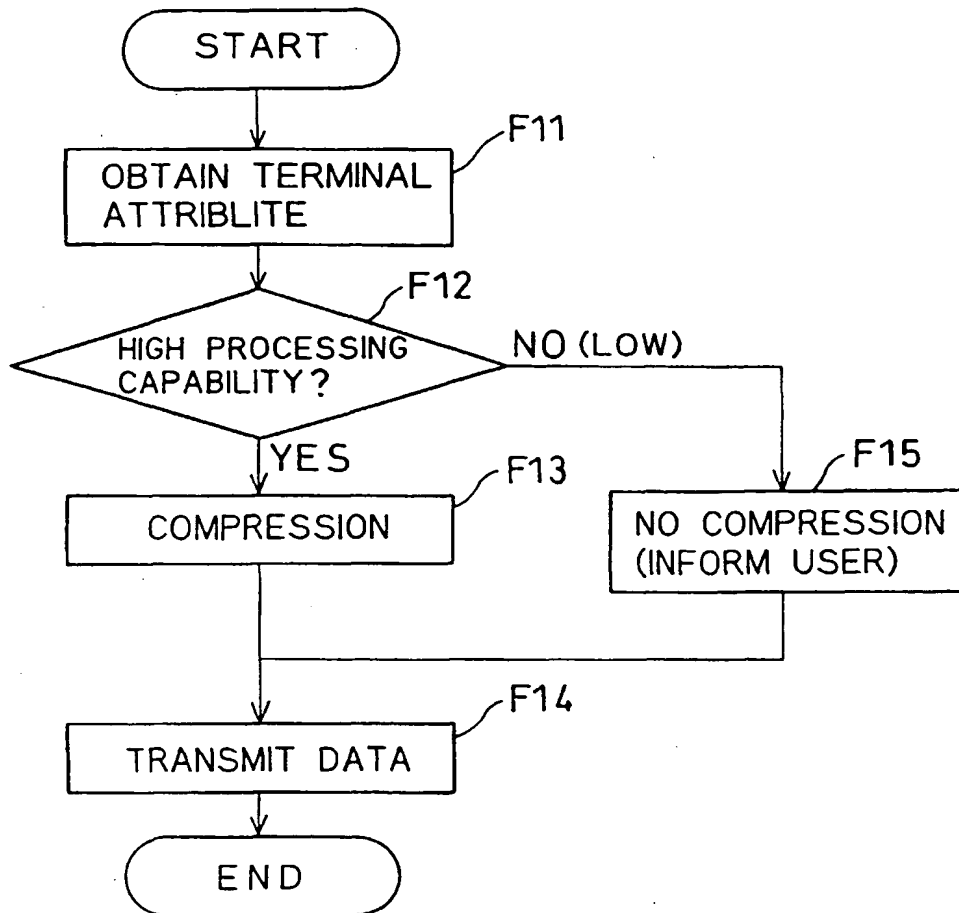 START
F11
OBTAIN TERMINAL
ATTRIBLITE
F12
HIGH PROCESSING
CAPABILITY?
NO (LOW)
YES
F13
COMPRESSION
F15
NO COMPRESSION
(INFORM USER)
F14
TRANSMIT DATA
END